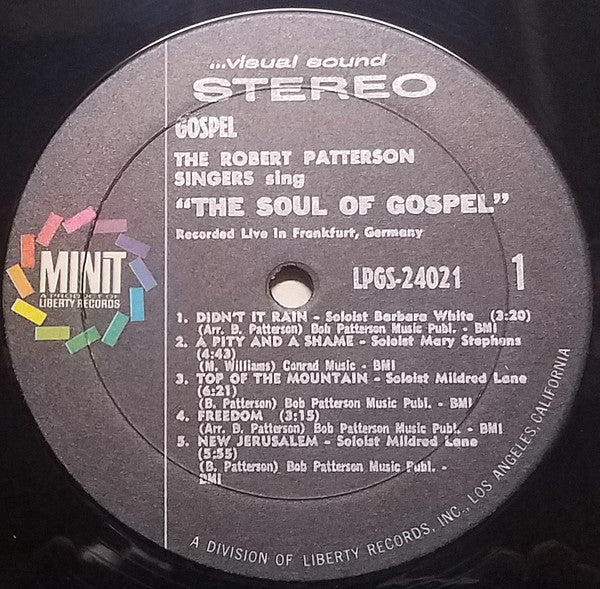 ...visual sound
STEREO
GOSPEL
THE ROBERT PATTERSON
SINGERS sing
"THE SOUL OF GOSPEL"
Recorded Live in Frankfurt, Germany
MINIT
A PRODUCT OF
LIBERTY RECORDS
LPGS-24021
1
1. DIDN'T IT RAIN - Soloist Barbara White (3:20)
(Arr. B. Patterson) Bob Patterson Music Publ. - BMI
2. A PITY AND A SHAME - Soloist Mary Stephens
(4:43)
(M. Williams) Conrad Music - BMI
3. TOP OF THE MOUNTAIN - Soloist Mildred Lane
(6:21)
(B. Patterson) Bob Patterson Music Publ. - BMI
4. FREEDOM (3:15)
(Arr. B. Patterson) Bob Patterson Music Publ. - BMI
5. NEW JERUSALEM - Soloist Mildred Lane
(5:55)
(B. Patterson) Bob Patterson Music Publ. -
BMI
A DIVISION OF LIBERTY RECORDS, INC., LOS ANGELES, CALIFORNIA